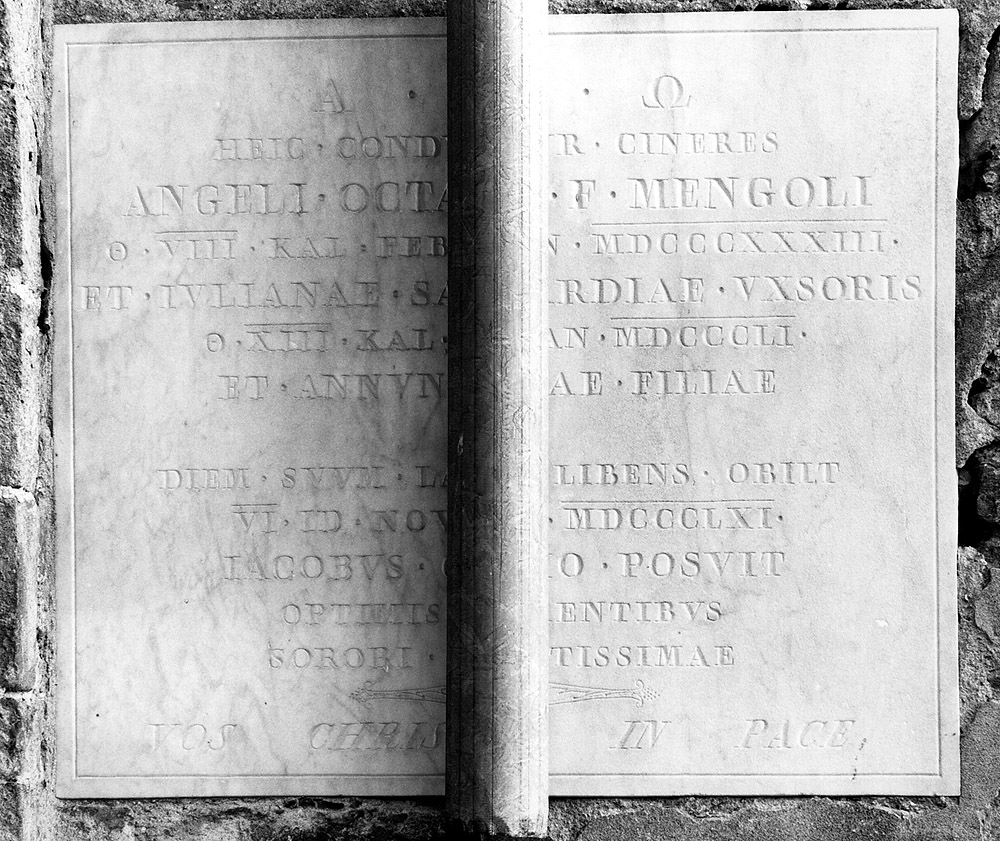 Α · · Ω
HEIC · COND R · CINERES
ANGELI · OCTA · F · MENGOLI
Θ · VIII · KAL · FEB N · MDCCCXXXIII ·
ET · IVLIANAE · SA RDIAE · VXSORIS
Θ · XIII · KAL · AN · MDCCCLI ·
ET · ANNVN AE · FILIAE
DIEM · SVVM · LA LIBENS · OBIIT
VI · ID · NOV · MDCCCLXI ·
IACOBVS · O · POSVIT
OPTIMIS ENTIBVS
SORORI · TISSIMAE
VOS CHRIS IN PACE